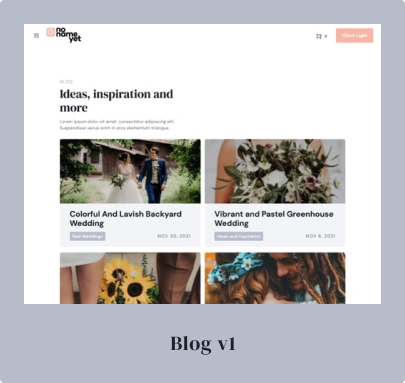 no
name
yet
Client Login
BLOG
Ideas, inspiration and
more
Lorem ipsum dolor sit amet, consectetur adipiscing elit.
Suspendisse varius enim in eros elementum tristique.
Colorful And Lavish Backyard
Wedding
Real Weddings
NOV 30, 2021
Vibrant and Pastel Greenhouse
Wedding
Ideas and Inspiration
NOV 8, 2021
Blog v1